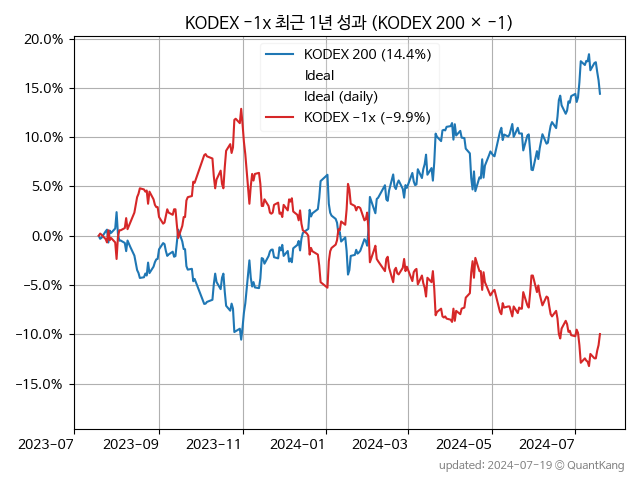 KODEX −1x 최근 1년 성과 (KODEX 200 × −1)
20.0%
15.0%
10.0%
5.0%
0.0%
−5.0%
−10.0%
−15.0%
KODEX 200 (14.4%)
Ideal
Ideal (daily)
KODEX −1x (−9.9%)
2023-07 2023-09 2023-11 2024-01 2024-03 2024-05 2024-07
updated: 2024-07-19 © QuantKang